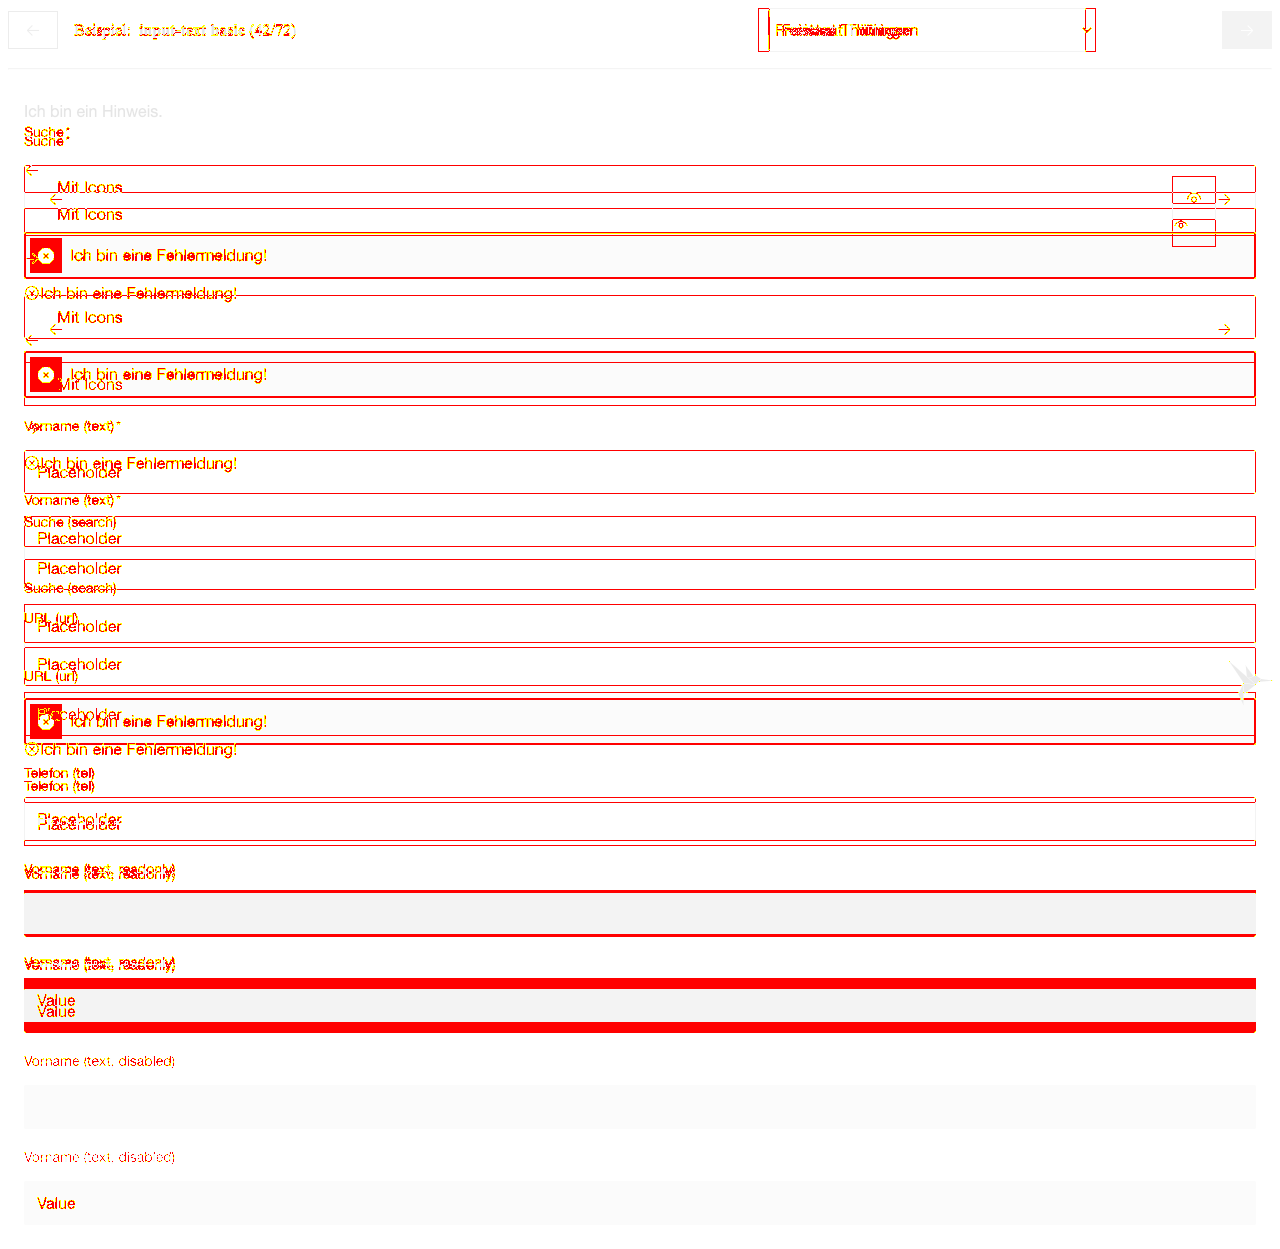 Beispiel: input-text basic (42/72)
Ich bin ein Hinweis.
Suche*
Suche*
Mit Icons
Mit Icons
Ich bin eine Fehlermeldung!
Ich bin eine Fehlermeldung!
Mit Icons
Ich bin eine Fehlermeldung!
Mit Icons
Vorname (text)*
Ich bin eine Fehlermeldung!
Placeholder
Vorname (text)*
Suche (search)
Placeholder
Placeholder
Suche (search)
URL (url)
Placeholder
Placeholder
URL (url)
Placeholder
Ich bin eine Fehlermeldung!
Ich bin eine Fehlermeldung!
Telefon (tel)
Telefon (tel)
Placeholder
Placeholder
Vorname (text, readonly)
Vorname (text, readonly)
Vorname (text, readonly)
Vorname (text, readonly)
Value
Value
Vorname (text, disabled)
Vorname (text, disabled)
Value